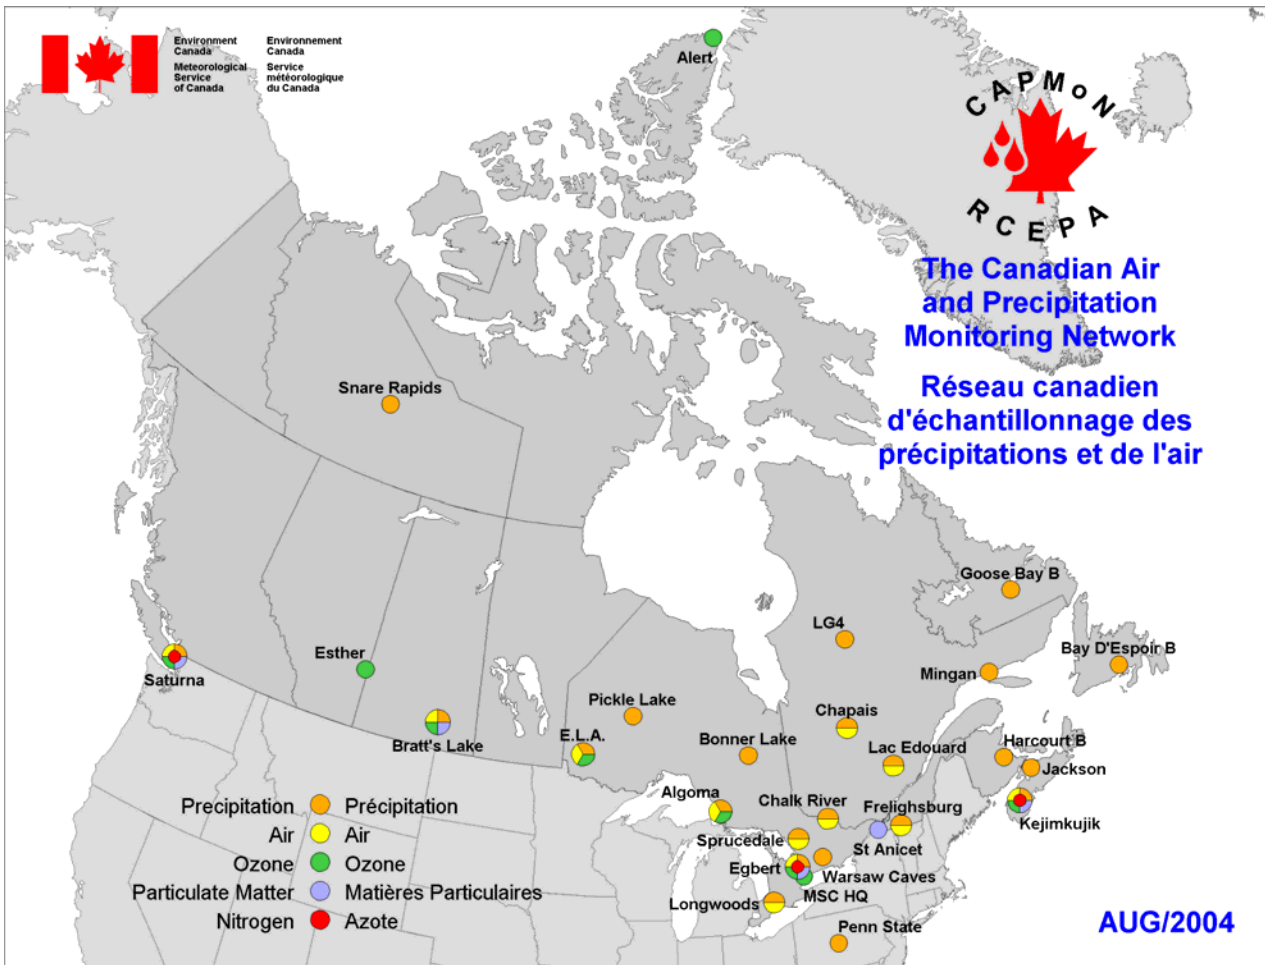 Environment
Canada
Environnement
Canada
Meteorological
Service
of Canada
Service
météorologique
du Canada
Alert
CAPMoN
RCEPA
The Canadian Air
and Precipitation
Monitoring Network
Réseau canadien
d'échantillonnage des
précipitations et de l'air
Snare Rapids
Goose Bay B
LG4
Bay D'Espoir B
Esther
Saturna
Mingan
Pickle Lake
Chapais
Bratt's Lake
E.L.A.
Bonner Lake
Lac Edouard
Harcourt B
Jackson
Algoma
Chalk River
Frelighsburg
Kejimkujik
Sprucedale
St Anicet
Egbert
Warsaw Caves
MSC HQ
Longwoods
Penn State
Precipitation Précipitation
Air Air
Ozone Ozone
Particulate Matter Matières Particulaires
Nitrogen Azote
AUG/2004